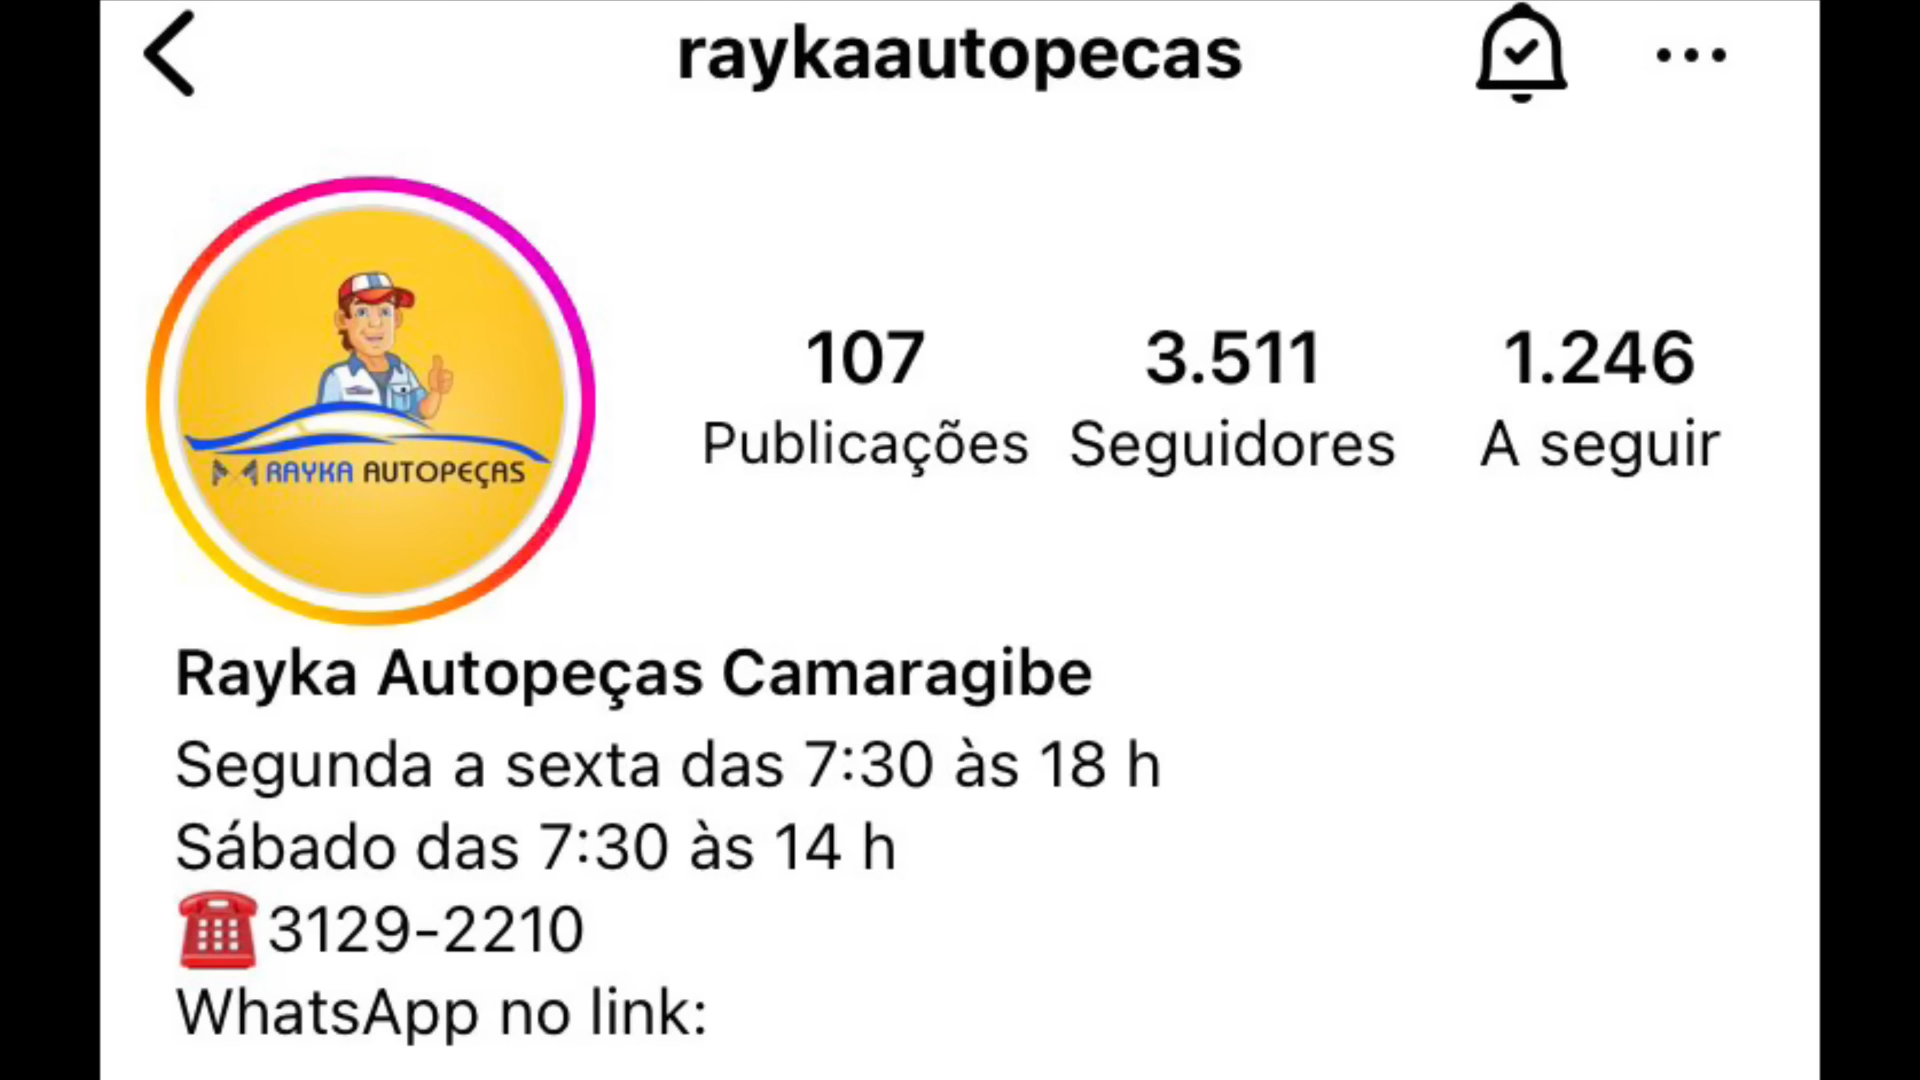 raykaautopecas
RAYKA AUTOPEÇAS
107
Publicações
3.511
Seguidores
1.246
A seguir
Rayka Autopeças Camaragibe
Segunda a sexta das 7:30 às 18 h
Sábado das 7:30 às 14 h
3129-2210
WhatsApp no link: